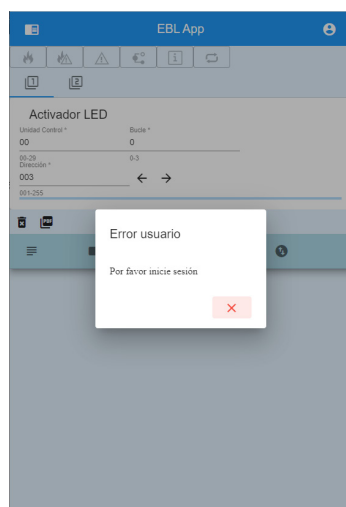 EBL App
1 2
Activador LED
Unidad Control * Bucle *
00 0
00-29 0-3
Dirección *
003
001-255
PDF
Error usuario
Por favor inicie sesión